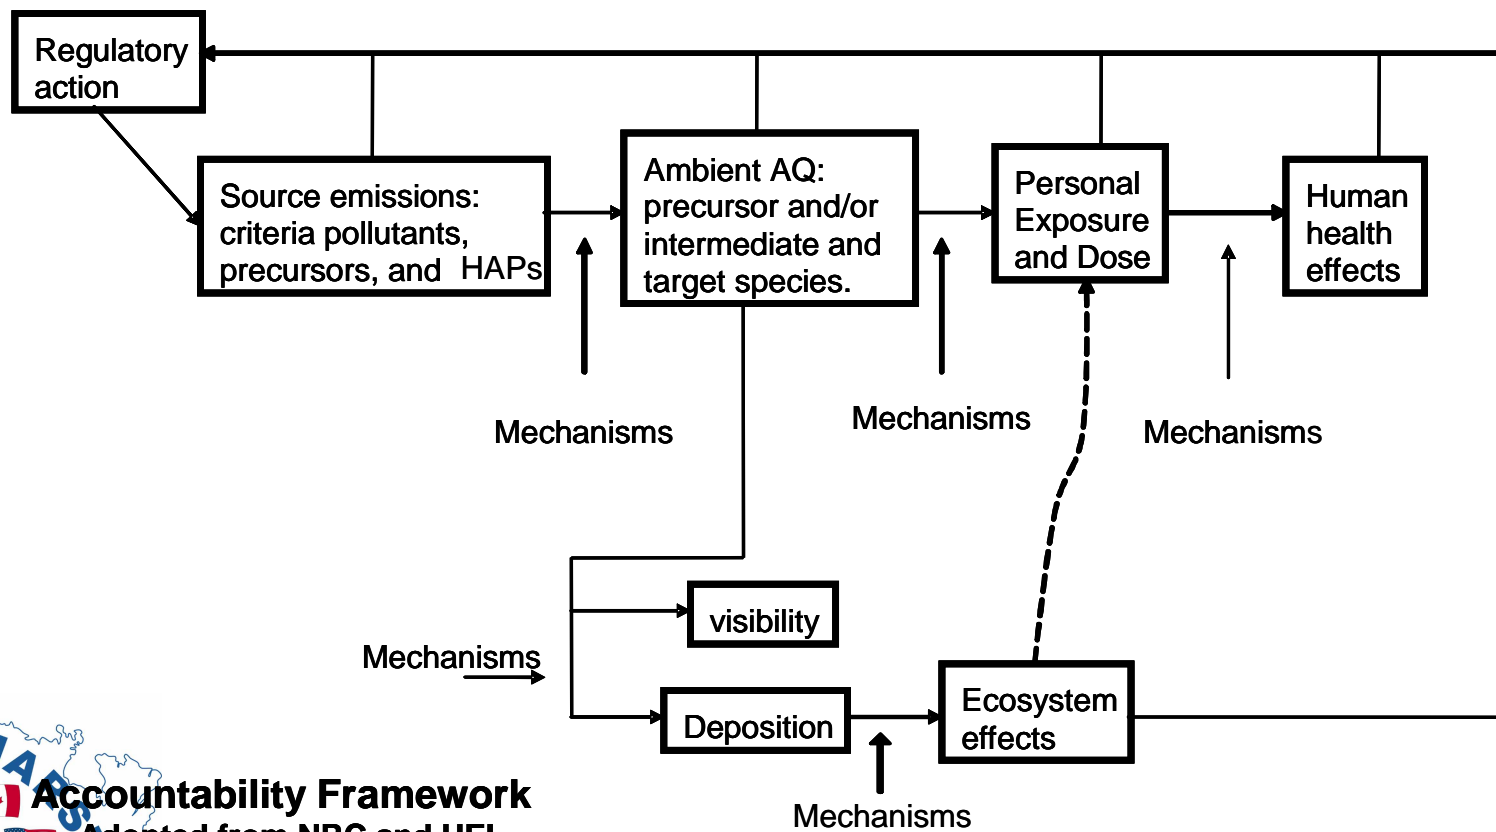 Regulatory
action
Source emissions:
criteria pollutants,
precursors, and HAPs
Ambient AQ:
precursor and/or
intermediate and
target species.
Personal
Exposure
and Dose
Human
health
effects
Mechanisms
Mechanisms
Mechanisms
visibility
Mechanisms
Deposition
Ecosystem
effects
Mechanisms
Accountability Framework